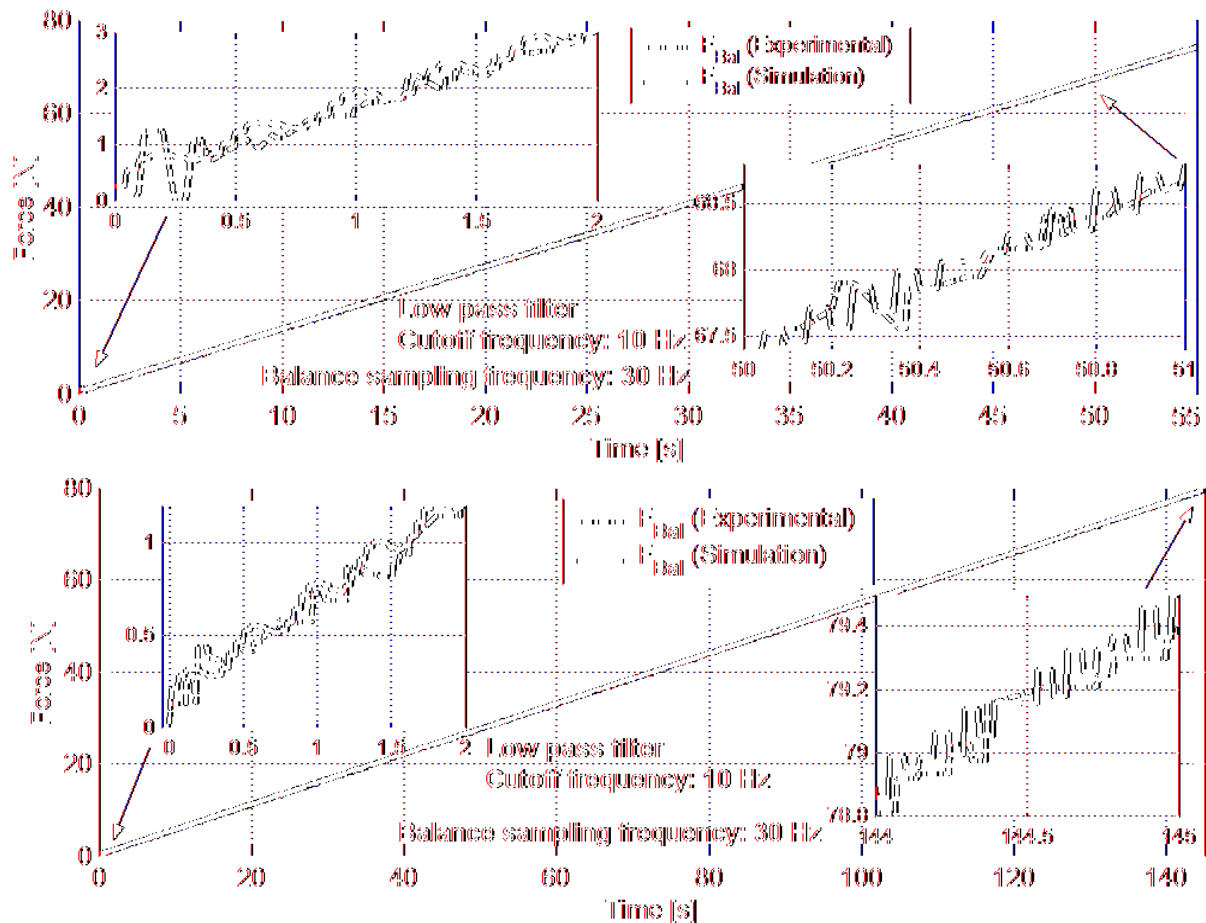 80
60
40
20
0
Force [N]
3
2
1
0
0 0.5 1 1.5 2
F_Bal (Experimental)
F_Bal (Simulation)
68.5
68
67.5
50 50.2 50.4 50.6 50.8 51
Low pass filter
Cutoff frequency: 10 Hz
Balance sampling frequency: 30 Hz
0 5 10 15 20 25 30 35 40 45 50 55
Time [s]
80
60
40
20
0
Force [N]
1
0.5
0
0 0.5 1 1.5 2
F_Bal (Experimental)
F_Bal (Simulation)
79.4
79.2
79
78.8
144 144.5 145
Low pass filter
Cutoff frequency: 10 Hz
Balance sampling frequency: 30 Hz
0 20 40 60 80 100 120 140
Time [s]